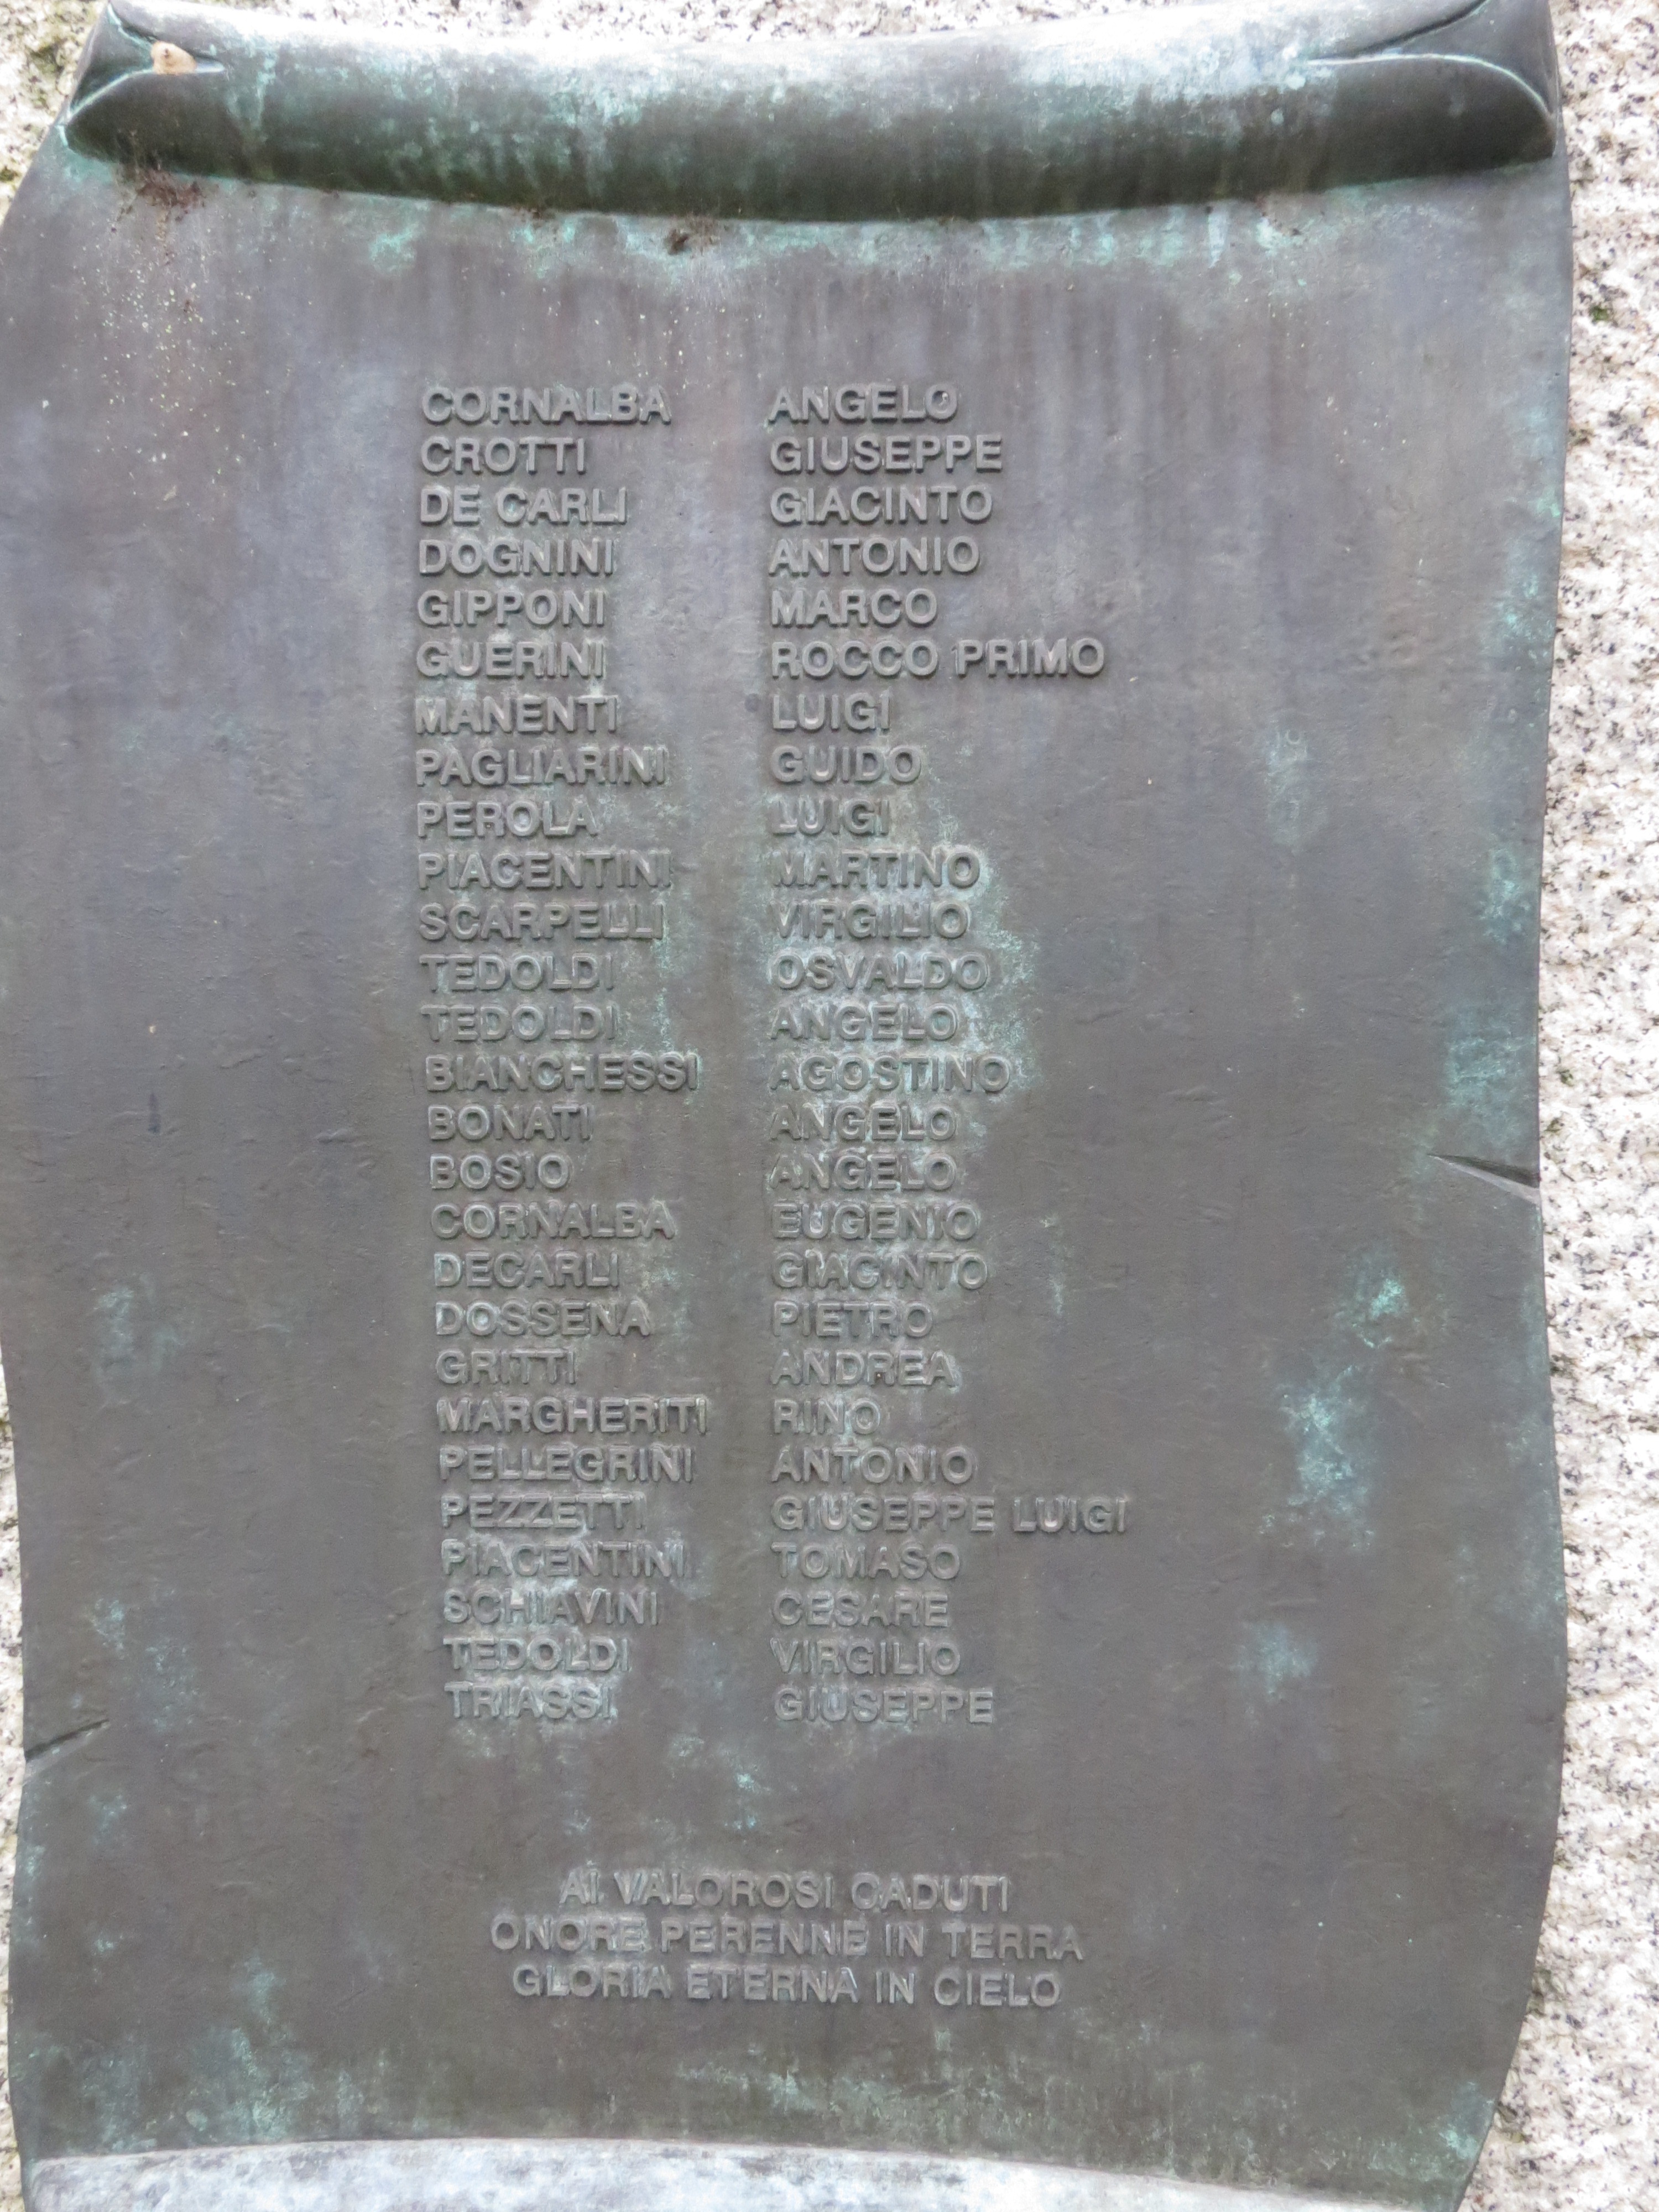 CORNALBA ANGELO
CROTTI GIUSEPPE
DE CARLI GIACINTO
DOGNINI ANTONIO
GIPPONI MARCO
GUERINI ROCCO PRIMO
MANENTI LUIGI
PAGLIARINI GUIDO
PEROLA LUIGI
PIACENTINI MARTINO
SCARPELLI VIRGILIO
TEDOLDI OSVALDO
TEDOLDI ANGELO
BIANCHESSI AGOSTINO
BONATI ANGELO
BOSIO ANGELO
CORNALBA EUGENIO
DECARLI GIACINTO
DOSSENA PIETRO
GRITTI ANDREA
MARGHERITI RINO
PELLEGRINI ANTONIO
PEZZETTI GIUSEPPE LUIGI
PIACENTINI TOMASO
SCHIAVINI CESARE
TEDOLDI VIRGILIO
TRIASSI GIUSEPPE
AI VALOROSI CADUTI
ONORE PERENNE IN TERRA
GLORIA ETERNA IN CIELO